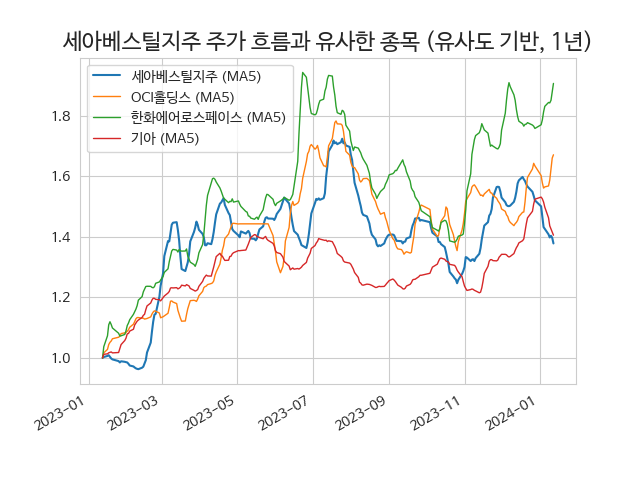 세아베스틸지주 주가 흐름과 유사한 종목 (유사도 기반, 1년)
세아베스틸지주 (MA5)
OCI홀딩스 (MA5)
한화에어로스페이스 (MA5)
기아 (MA5)
1.8
1.6
1.4
1.2
1.0
2023-01
2023-03
2023-05
2023-07
2023-09
2023-11
2024-01